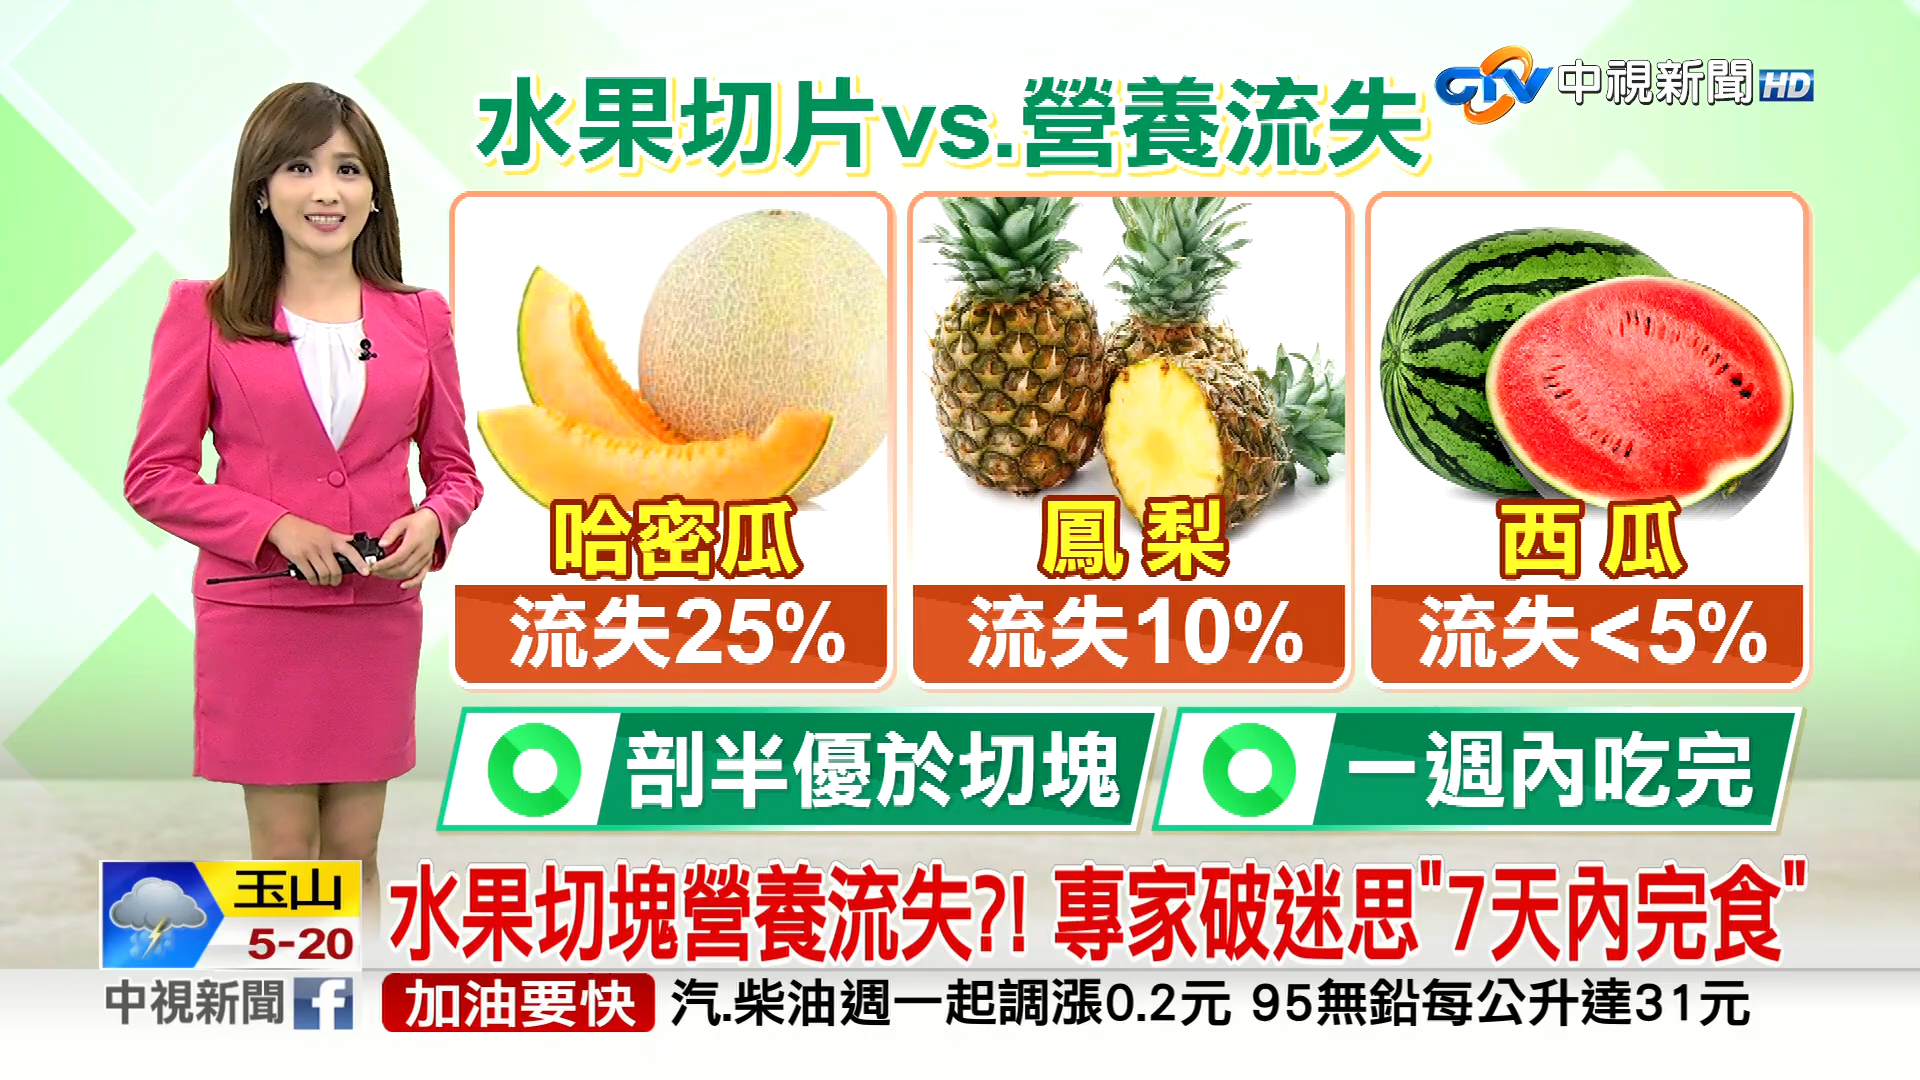 水果切片vs.營養流失
CTV中視新聞HD
哈密瓜
流失25%
鳳梨
流失10%
西瓜
流失<5%
剖半優於切塊
一週內吃完
玉山
5-20
水果切塊營養流失?! 專家破迷思"7天內完食"
中視新聞 f
加油要快
汽.柴油週一起調漲0.2元 95無鉛每公升達31元